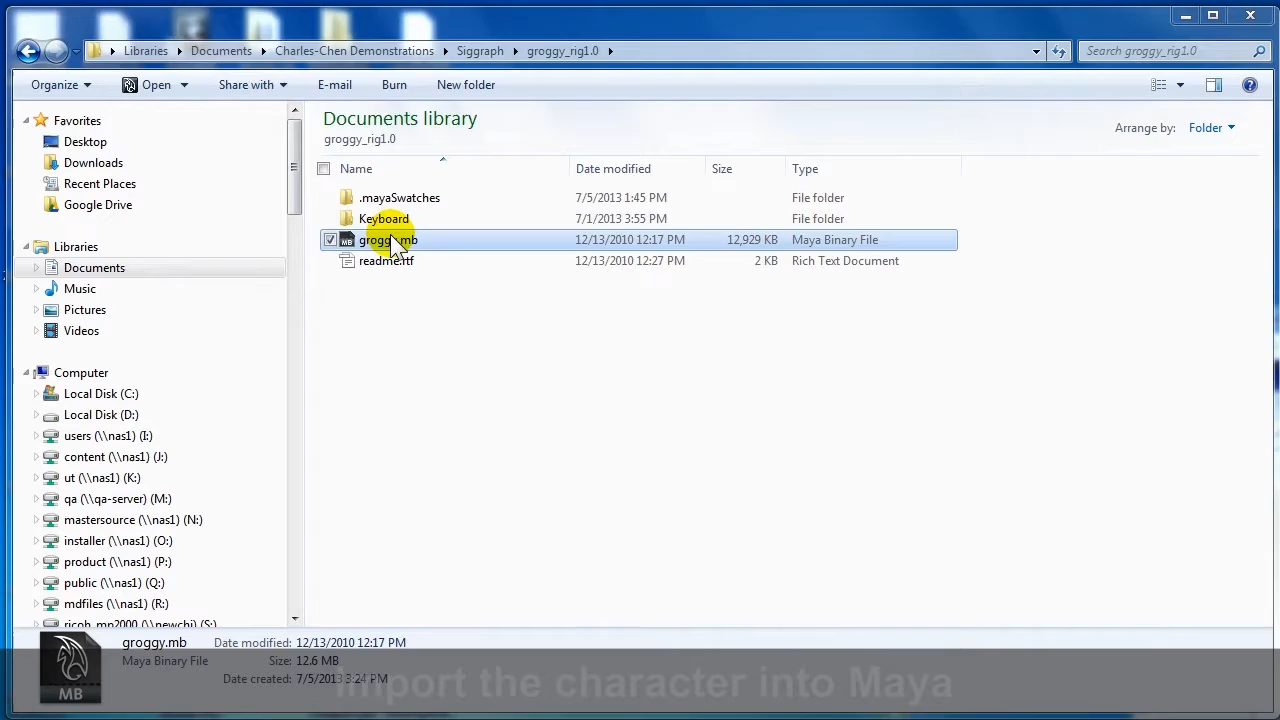 Libraries Documents Charles-Chen Demonstrations Siggraph groggy_rig1.0
Search groggy_rig1.0
Organize Open Share with E-mail Burn New folder
Favorites
Desktop
Downloads
Recent Places
Google Drive
Libraries
Documents
Music
Pictures
Videos
Computer
Local Disk (C:)
Local Disk (D:)
users (\\nas1) (I:)
content (\\nas1) (J:)
ut (\\nas1) (K:)
qa (\\qa-server) (M:)
mastersource (\\nas1) (N:)
installer (\\nas1) (O:)
product (\\nas1) (P:)
public (\\nas1) (Q:)
mdfiles (\\nas1) (R:)
ricoh_mp2000 (\\newchi) (S:)
Documents library
groggy_rig1.0
Arrange by: Folder
Name Date modified Size Type
.mayaSwatches 7/5/2013 1:45 PM File folder
Keyboard 7/1/2013 3:55 PM File folder
MB groggy.mb 12/13/2010 12:17 PM 12,929 KB Maya Binary File
readme.rtf 12/13/2010 12:27 PM 2 KB Rich Text Document
MB
groggy.mb Date modified: 12/13/2010 12:17 PM
Maya Binary File Size: 12.6 MB
Date created: 7/5/2013 3:24 PM
Import the character into Maya